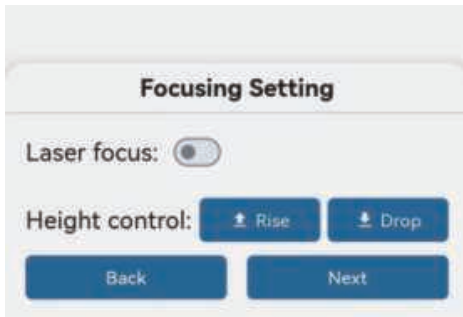 Focusing Setting
Laser focus:
Height control: Rise Drop
Back Next